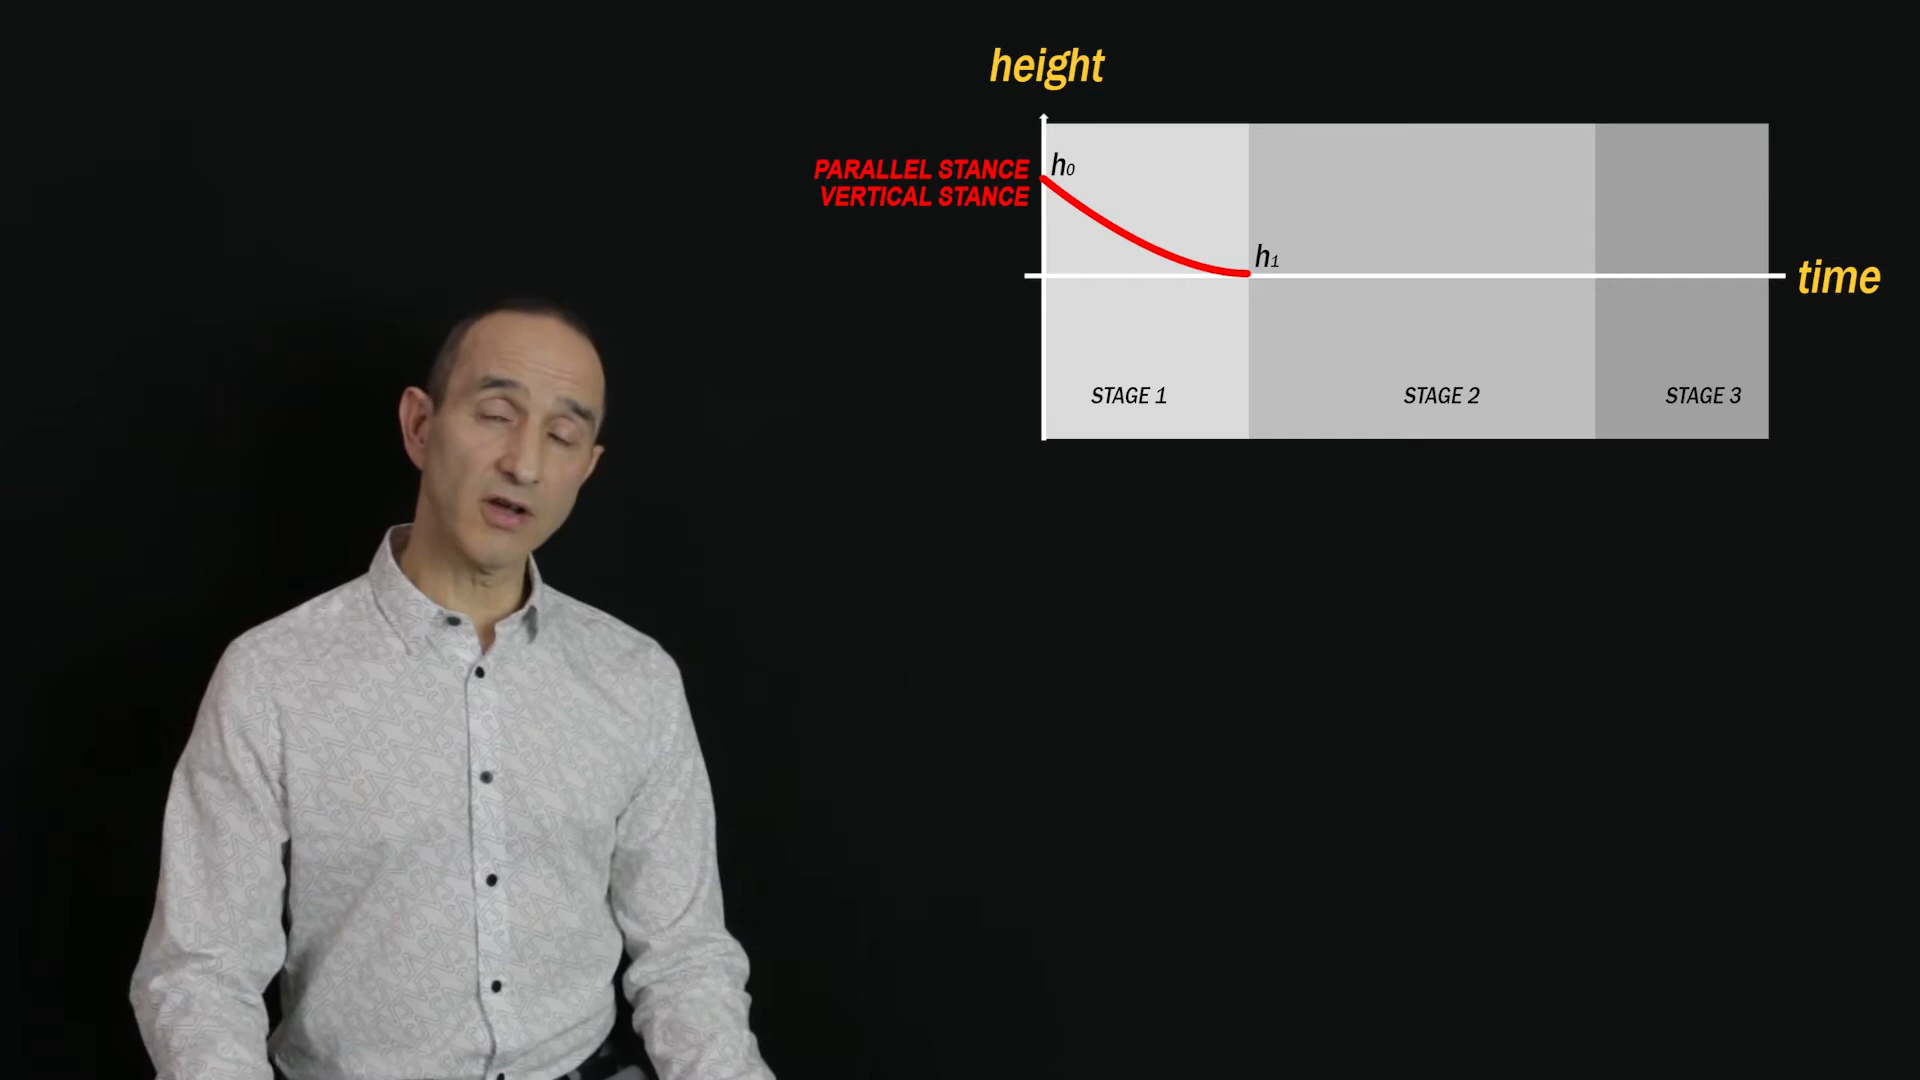 height
PARALLEL STANCE
VERTICAL STANCE
h0
h1
time
STAGE 1
STAGE 2
STAGE 3